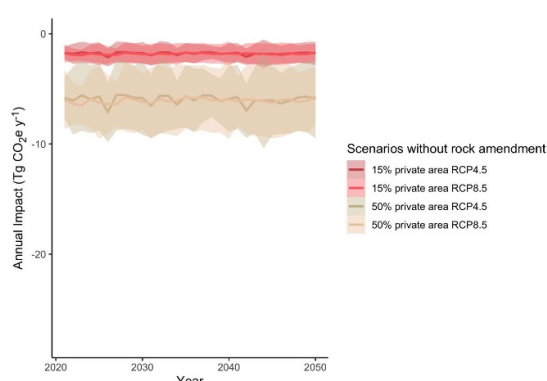 0
-10
-20
Annual Impact (Tg CO2e y-1)
2020
2030
2040
2050
Year
Scenarios without rock amendment
15% private area RCP4.5
15% private area RCP8.5
50% private area RCP4.5
50% private area RCP8.5